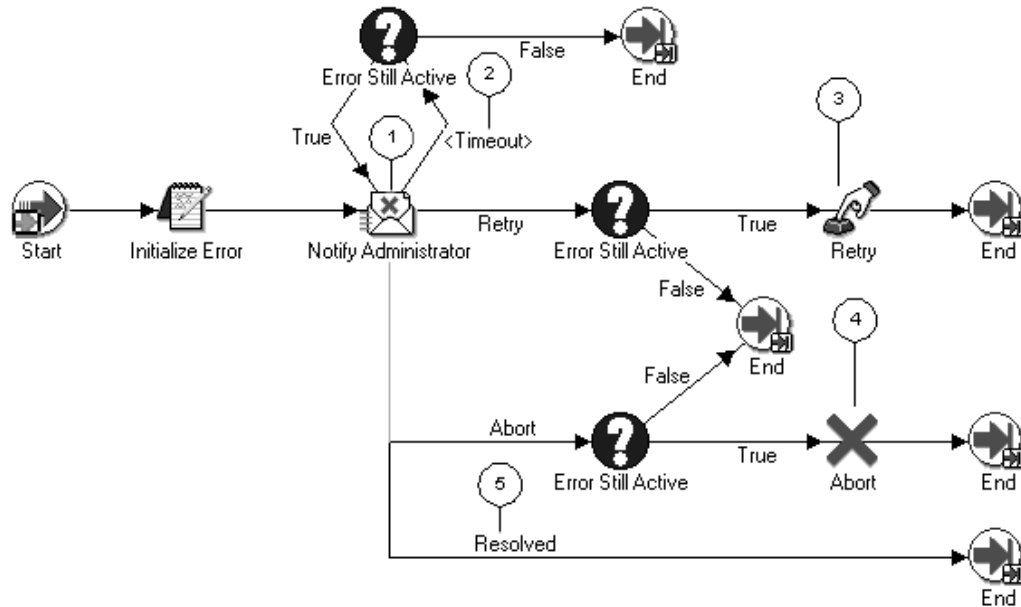 False
Error Still Active
End
2
3
1
True
<Timeout>
Start
Initialize Error
Notify Administrator
Retry
Error Still Active
True
Retry
End
False
4
End
False
Abort
Error Still Active
True
Abort
End
5
Resolved
End